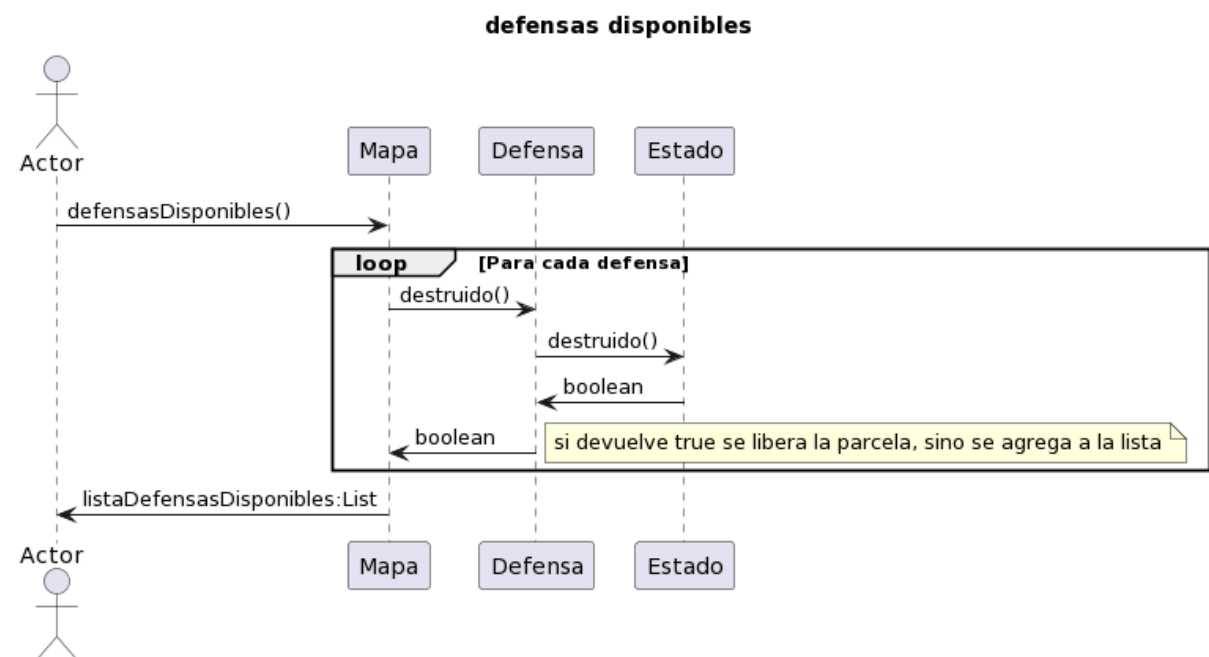 defensas disponibles
Actor
Mapa
Defensa
Estado
defensasDisponibles()
loop
[Para cada defensa]
destruido()
destruido()
boolean
boolean
si devuelve true se libera la parcela, sino se agrega a la lista
listaDefensasDisponibles:List
Actor
Mapa
Defensa
Estado